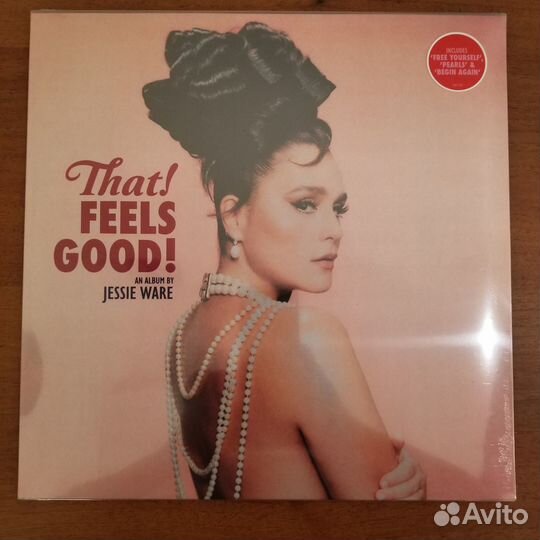 That!
FEELS
GOOD!
AN ALBUM BY
JESSIE WARE
INCLUDES
'FREE YOURSELF',
'PEARLS' &
'BEGIN AGAIN'
Avito